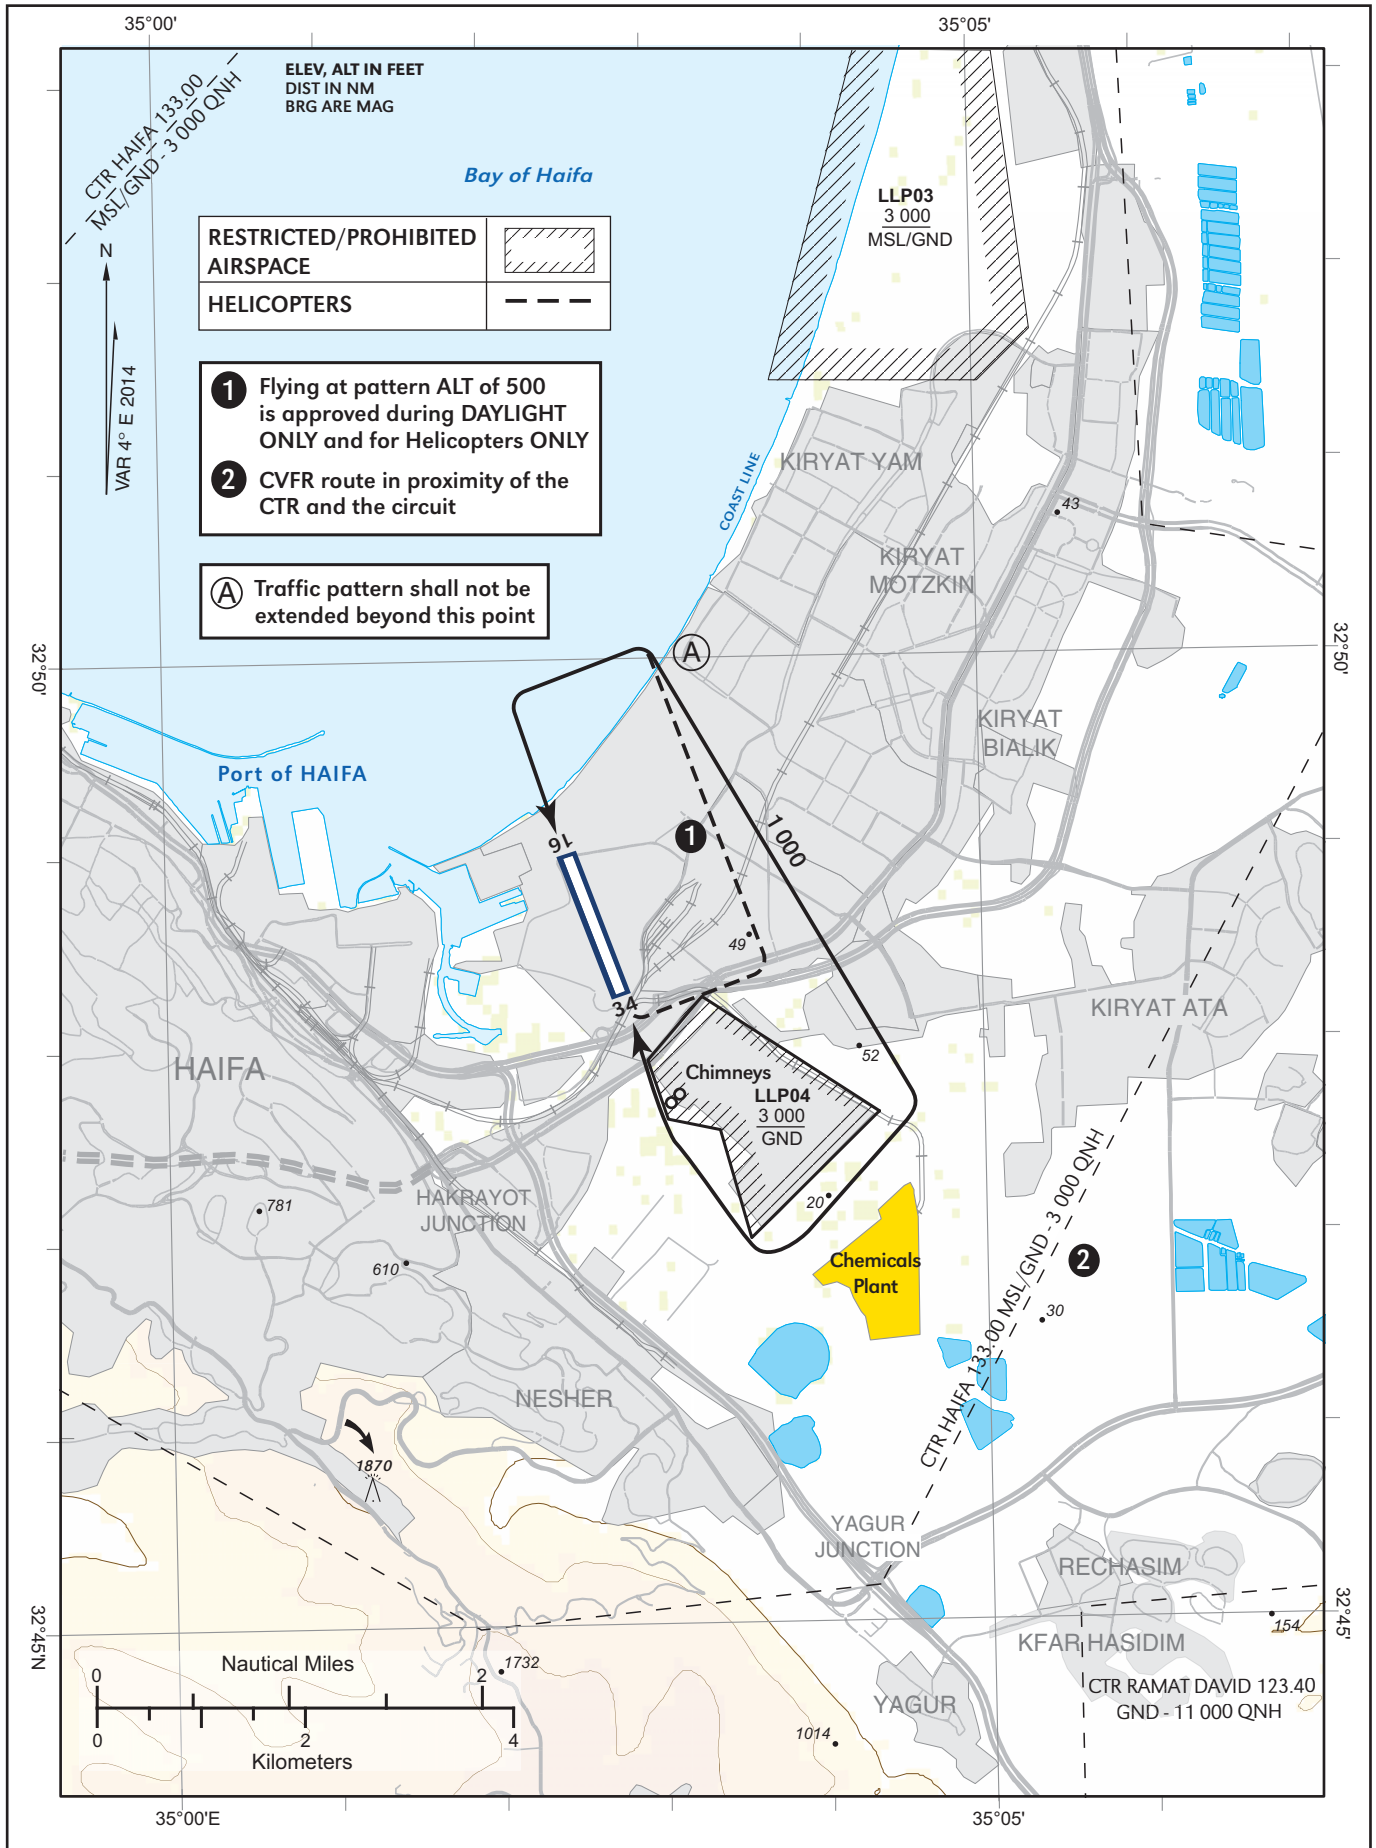 35°00'
35°05'
ELEV, ALT IN FEET
DIST IN NM
BRG ARE MAG
CTR HAIFA 133.00
MSL/GND - 3 000 QNH
Bay of Haifa
LLP03
3 000
MSL/GND
N
VAR 4° E 2014
RESTRICTED/PROHIBITED
AIRSPACE
HELICOPTERS
1 Flying at pattern ALT of 500
is approved during DAYLIGHT
ONLY and for Helicopters ONLY
2 CVFR route in proximity of the
CTR and the circuit
A Traffic pattern shall not be
extended beyond this point
COAST LINE
KIRYAT YAM
43
KIRYAT
MOTZKIN
32°50'
32°50'
A
KIRYAT
BIALIK
Port of HAIFA
1
1 000
16
49
34
KIRYAT ATA
52
HAIFA
Chimneys
LLP04
3 000
GND
HAKRAYOT
JUNCTION
781
20
610
Chemicals
Plant
2
30
CTR HAIFA 133.00 MSL/GND - 3 000 QNH
NESHER
1870
YAGUR
JUNCTION
RECHASIM
32°45'N
32°45'
154
KFAR HASIDIM
1732
YAGUR
CTR RAMAT DAVID 123.40
GND - 11 000 QNH
1014
Nautical Miles
0
2
0
2
4
Kilometers
35°00'E
35°05'